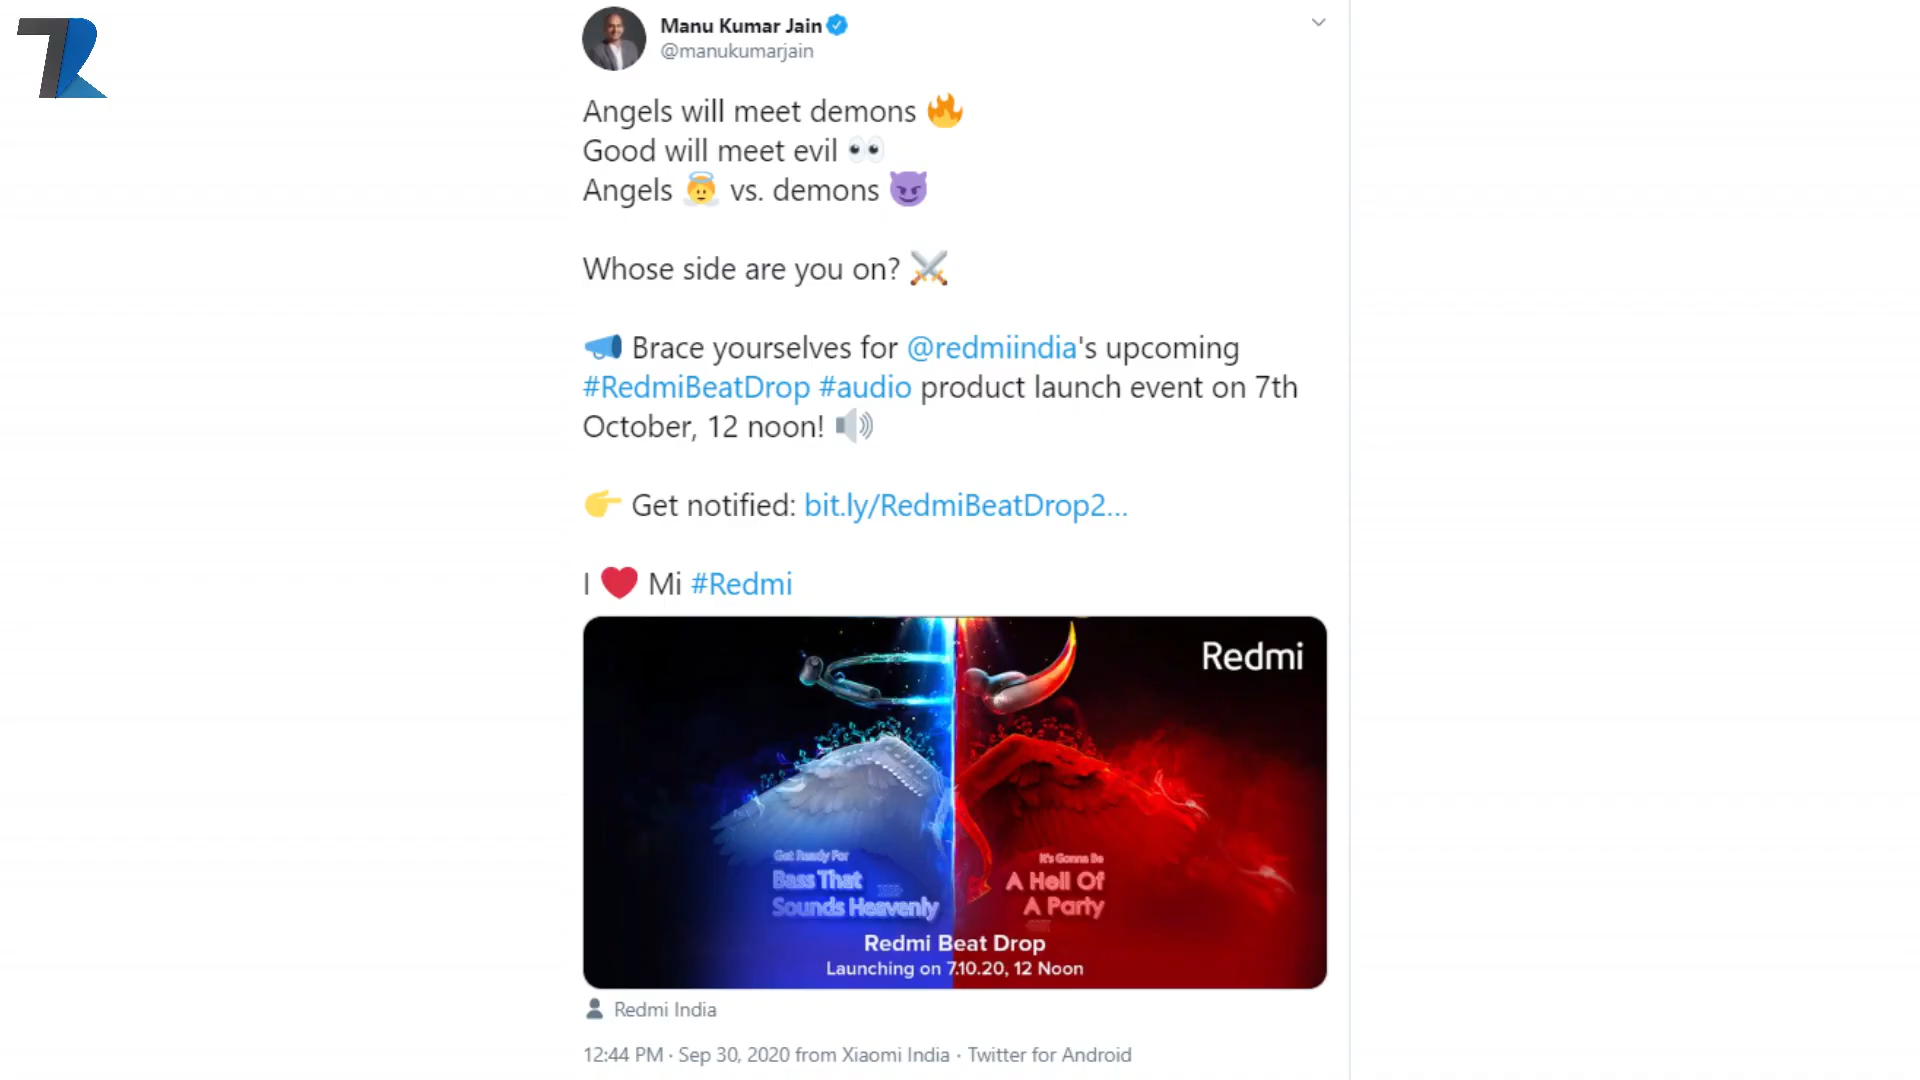 Manu Kumar Jain
@manukumarjain
Angels will meet demons 🔥
Good will meet evil 👀
Angels 😇 vs. demons 😈
Whose side are you on? ⚔️
📣 Brace yourselves for @redmiindia's upcoming
#RedmiBeatDrop #audio product launch event on 7th
October, 12 noon! 🔊
👉 Get notified: bit.ly/RedmiBeatDrop2...
I ❤️ Mi #Redmi
Redmi
Get Ready For
Bass That
Sounds Heavenly
It's Gonna Be
A Hell Of
A Party
Redmi Beat Drop
Launching on 7.10.20, 12 Noon
Redmi India
12:44 PM · Sep 30, 2020 from Xiaomi India · Twitter for Android